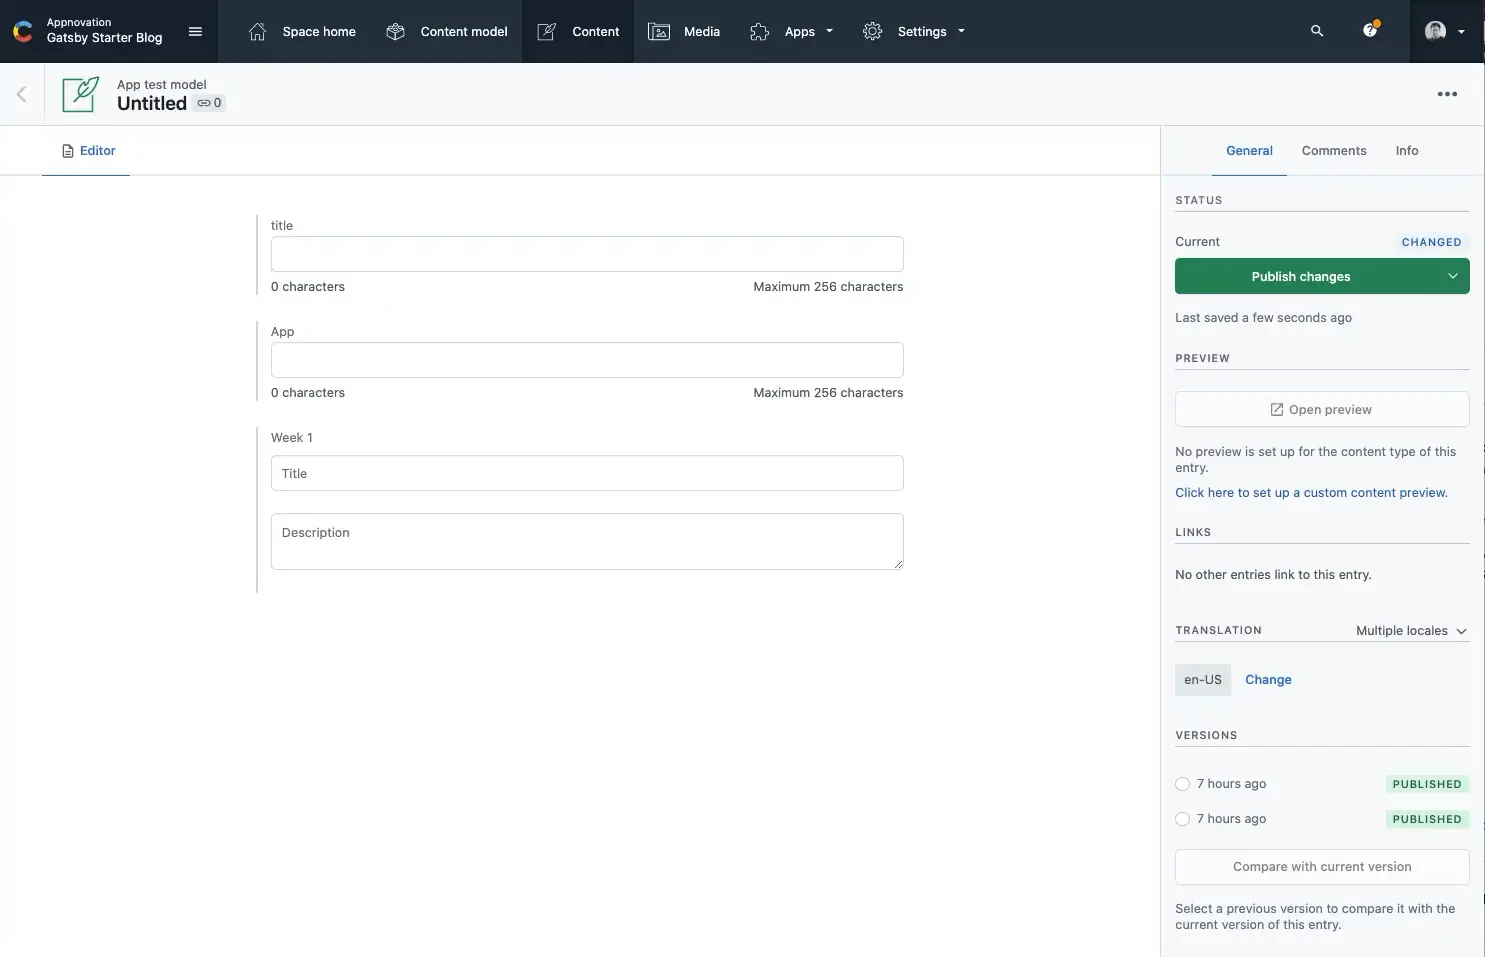 Appnovation
Gatsby Starter Blog
Space home
Content model
Content
Media
Apps
Settings
App test model
Untitled
0
Editor
General
Comments
Info
title
0 characters
Maximum 256 characters
App
0 characters
Maximum 256 characters
Week 1
Title
Description
STATUS
Current
CHANGED
Publish changes
Last saved a few seconds ago
PREVIEW
Open preview
No preview is set up for the content type of this
entry.
Click here to set up a custom content preview.
LINKS
No other entries link to this entry.
TRANSLATION
Multiple locales
en-US
Change
VERSIONS
7 hours ago
PUBLISHED
7 hours ago
PUBLISHED
Compare with current version
Select a previous version to compare it with the
current version of this entry.